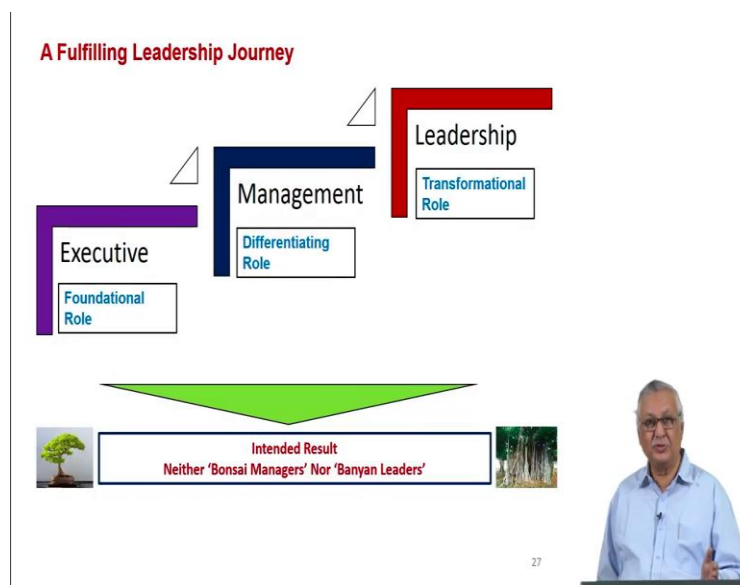 A Fulfilling Leadership Journey
Leadership
Transformational
Role
Management
Differentiating
Role
Executive
Foundational
Role
Intended Result
Neither ‘Bonsai Managers’ Nor ‘Banyan Leaders’
27